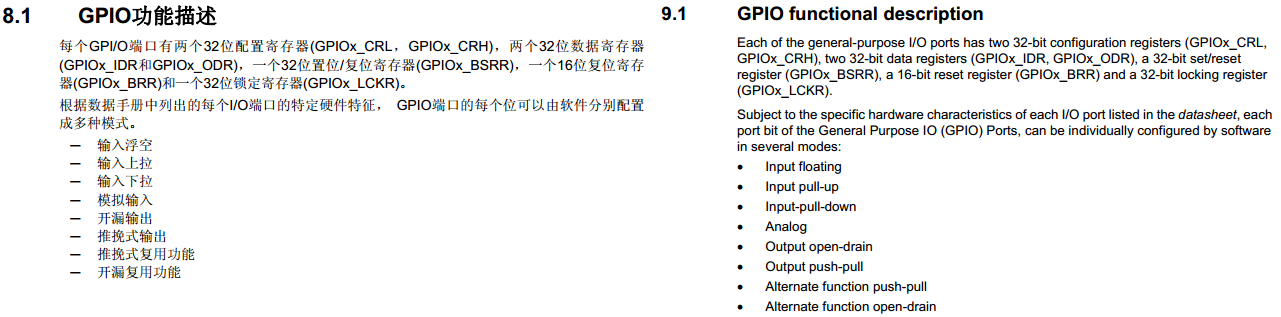 8.1 GPIO功能描述
每个GPI/O端口有两个32位配置寄存器(GPIOx_CRL，GPIOx_CRH)，两个32位数据寄存器
(GPIOx_IDR和GPIOx_ODR)，一个32位置位/复位寄存器(GPIOx_BSRR)，一个16位复位寄存
器(GPIOx_BRR)和一个32位锁定寄存器(GPIOx_LCKR)。
根据数据手册中列出的每个I/O端口的特定硬件特征， GPIO端口的每个位可以由软件分别配置
成多种模式。
─ 输入浮空
─ 输入上拉
─ 输入下拉
─ 模拟输入
─ 开漏输出
─ 推挽式输出
─ 推挽式复用功能
─ 开漏复用功能
9.1 GPIO functional description
Each of the general-purpose I/O ports has two 32-bit configuration registers (GPIOx_CRL,
GPIOx_CRH), two 32-bit data registers (GPIOx_IDR, GPIOx_ODR), a 32-bit set/reset
register (GPIOx_BSRR), a 16-bit reset register (GPIOx_BRR) and a 32-bit locking register
(GPIOx_LCKR).
Subject to the specific hardware characteristics of each I/O port listed in the datasheet, each
port bit of the General Purpose IO (GPIO) Ports, can be individually configured by software
in several modes:
• Input floating
• Input pull-up
• Input-pull-down
• Analog
• Output open-drain
• Output push-pull
• Alternate function push-pull
• Alternate function open-drain